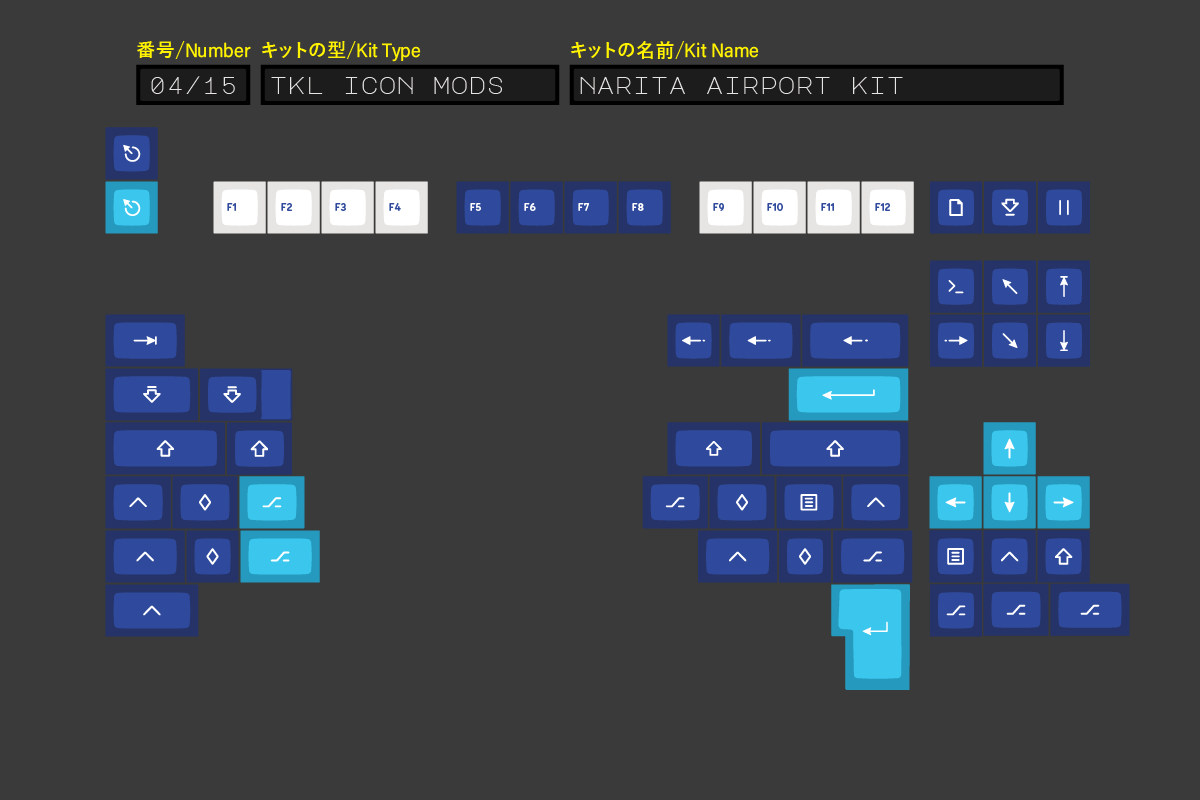 番号/Number キットの型/Kit Type キットの名前/Kit Name
04/15 TKL ICON MODS NARITA AIRPORT KIT
F1 F2 F3 F4 F5 F6 F7 F8 F9 F10 F11 F12